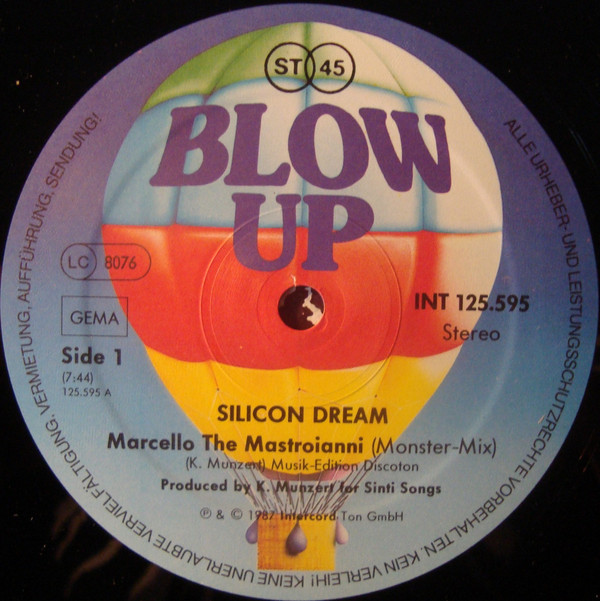 ST 45
BLOW
UP
LC 8076
GEMA
INT 125.595
Stereo
Side 1
(7:44)
125.595 A
SILICON DREAM
Marcello The Mastroianni (Monster-Mix)
(K. Munzert) Musik-Edition Discoton
Produced by K. Munzert for Sinti Songs
℗ & © 1987 Intercord Ton GmbH
ALLE URHEBER- UND LEISTUNGSSCHUTZRECHTE VORBEHALTEN. KEIN VERLEIH! KEINE UNERLAUBTE VERVIELFÄLTIGUNG, VERMIETUNG, AUFFÜHRUNG, SENDUNG!